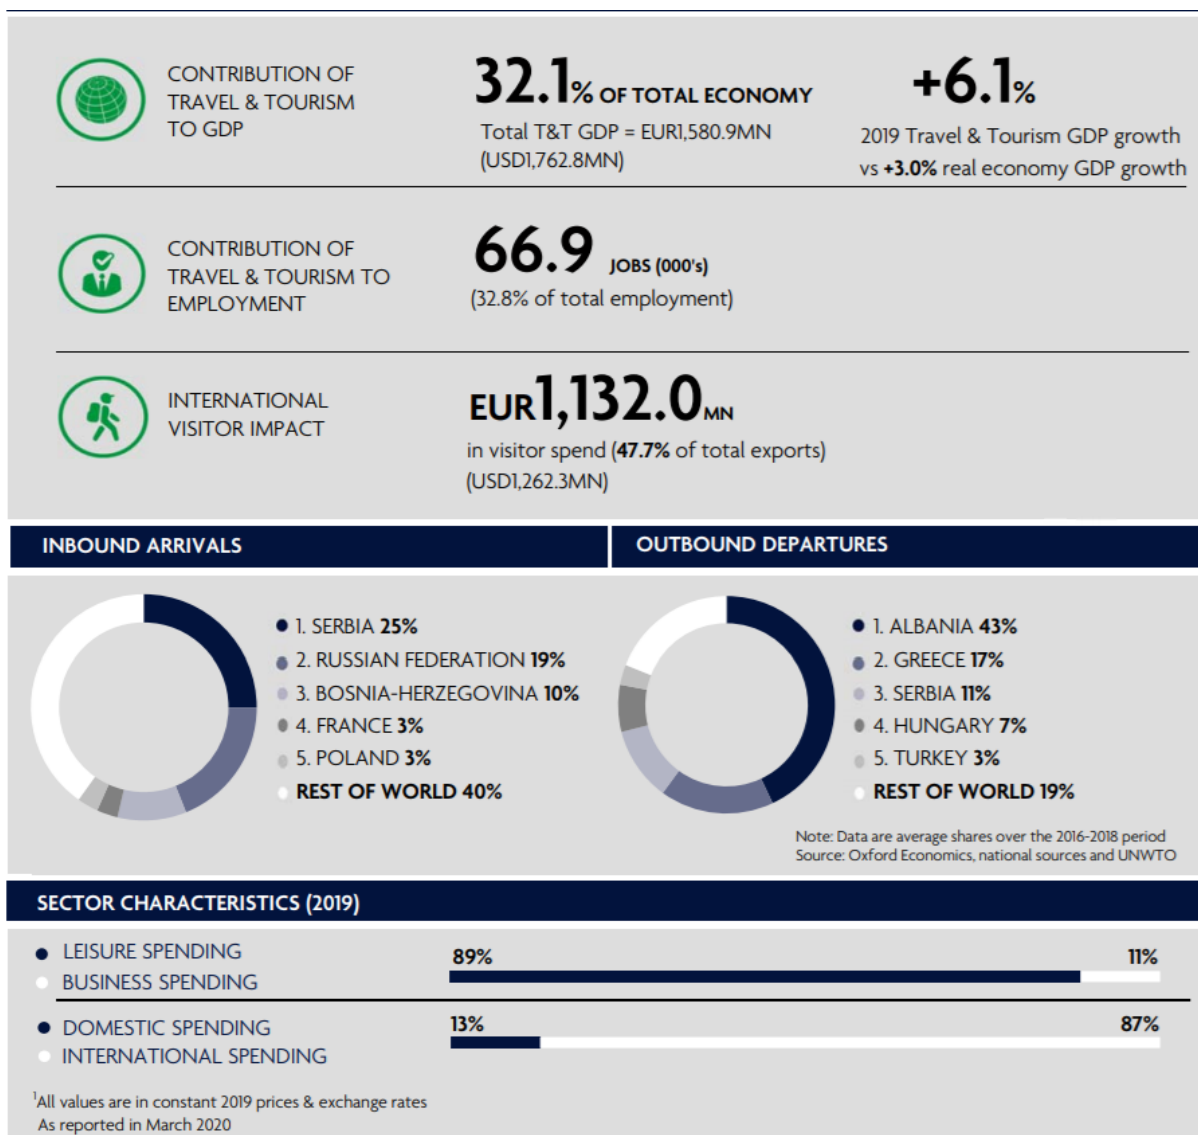 CONTRIBUTION OF
TRAVEL & TOURISM
TO GDP
32.1% OF TOTAL ECONOMY
Total T&T GDP = EUR1,580.9MN
(USD1,762.8MN)
+6.1%
2019 Travel & Tourism GDP growth
vs +3.0% real economy GDP growth
CONTRIBUTION OF
TRAVEL & TOURISM TO
EMPLOYMENT
66.9 JOBS (000's)
(32.8% of total employment)
INTERNATIONAL
VISITOR IMPACT
EUR1,132.0MN
in visitor spend (47.7% of total exports)
(USD1,262.3MN)
INBOUND ARRIVALS
1. SERBIA 25%
2. RUSSIAN FEDERATION 19%
3. BOSNIA-HERZEGOVINA 10%
4. FRANCE 3%
5. POLAND 3%
REST OF WORLD 40%
OUTBOUND DEPARTURES
1. ALBANIA 43%
2. GREECE 17%
3. SERBIA 11%
4. HUNGARY 7%
5. TURKEY 3%
REST OF WORLD 19%
Note: Data are average shares over the 2016-2018 period
Source: Oxford Economics, national sources and UNWTO
SECTOR CHARACTERISTICS (2019)
LEISURE SPENDING
BUSINESS SPENDING
89% 11%
DOMESTIC SPENDING
INTERNATIONAL SPENDING
13% 87%
¹All values are in constant 2019 prices & exchange rates
As reported in March 2020